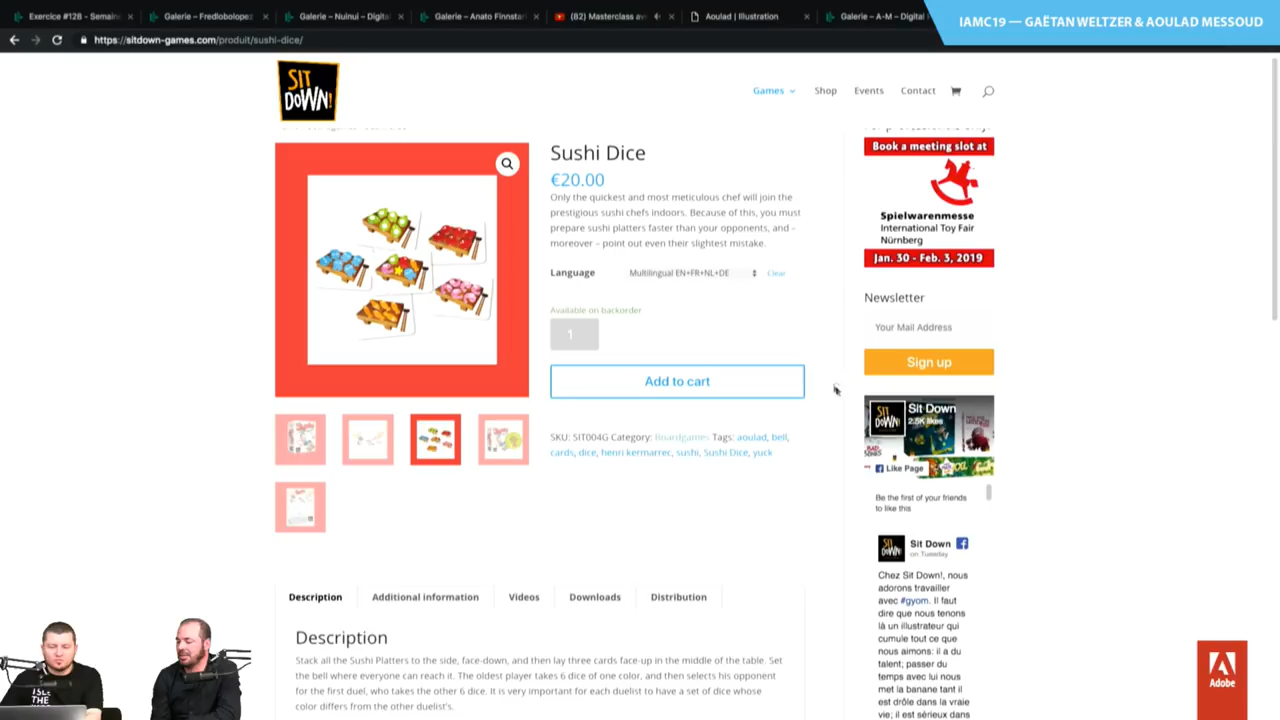 Exercice #128 - Semain
Galerie – Fredlobolopez
Galerie – Nuinui – Digita
Galerie – Anato Finnstar
(82) Masterclass av
Aoulad | Illustration
Galerie – A-M – Digital
IAMC19 — GAËTAN WELTZER & AOULAD MESSOUD
https://sitdown-games.com/produit/sushi-dice/
SIT DOWN!
Games
Shop
Events
Contact
Sushi Dice
€20.00
Only the quickest and most meticulous chef will join the
prestigious sushi chefs indoors. Because of this, you must
prepare sushi platters faster than your opponents, and -
moreover – point out even their slightest mistake.
Language
Multilingual EN+FR+NL+DE
Clear
Available on backorder
1
Add to cart
SKU: SIT004G Category: Boardgames Tags: aoulad, bell,
cards, dice, henri kermarrec, sushi, Sushi Dice, yuck
Book a meeting slot at
Spielwarenmesse
International Toy Fair
Nürnberg
Jan. 30 - Feb. 3, 2019
Newsletter
Your Mail Address
Sign up
Sit Down
2.5K likes
Like Page
Be the first of your friends
to like this
Sit Down
on Tuesday
Chez Sit Down!, nous
adorons travailler
avec #gyom. Il faut
dire que nous tenons
là un illustrateur qui
cumule tout ce que
nous aimons: il a du
talent; passer du
temps avec lui nous
met la banane tant il
est drôle dans la vraie
vie; il est sérieux dans
Description
Additional information
Videos
Downloads
Distribution
Description
Stack all the Sushi Platters to the side, face-down, and then lay three cards face-up in the middle of the table. Set
the bell where everyone can reach it. The oldest player takes 6 dice of one color, and then selects his opponent
for the first duel, who takes the other 6 dice. It is very important for each duelist to have a set of dice whose
color differs from the other duelist's.
Adobe